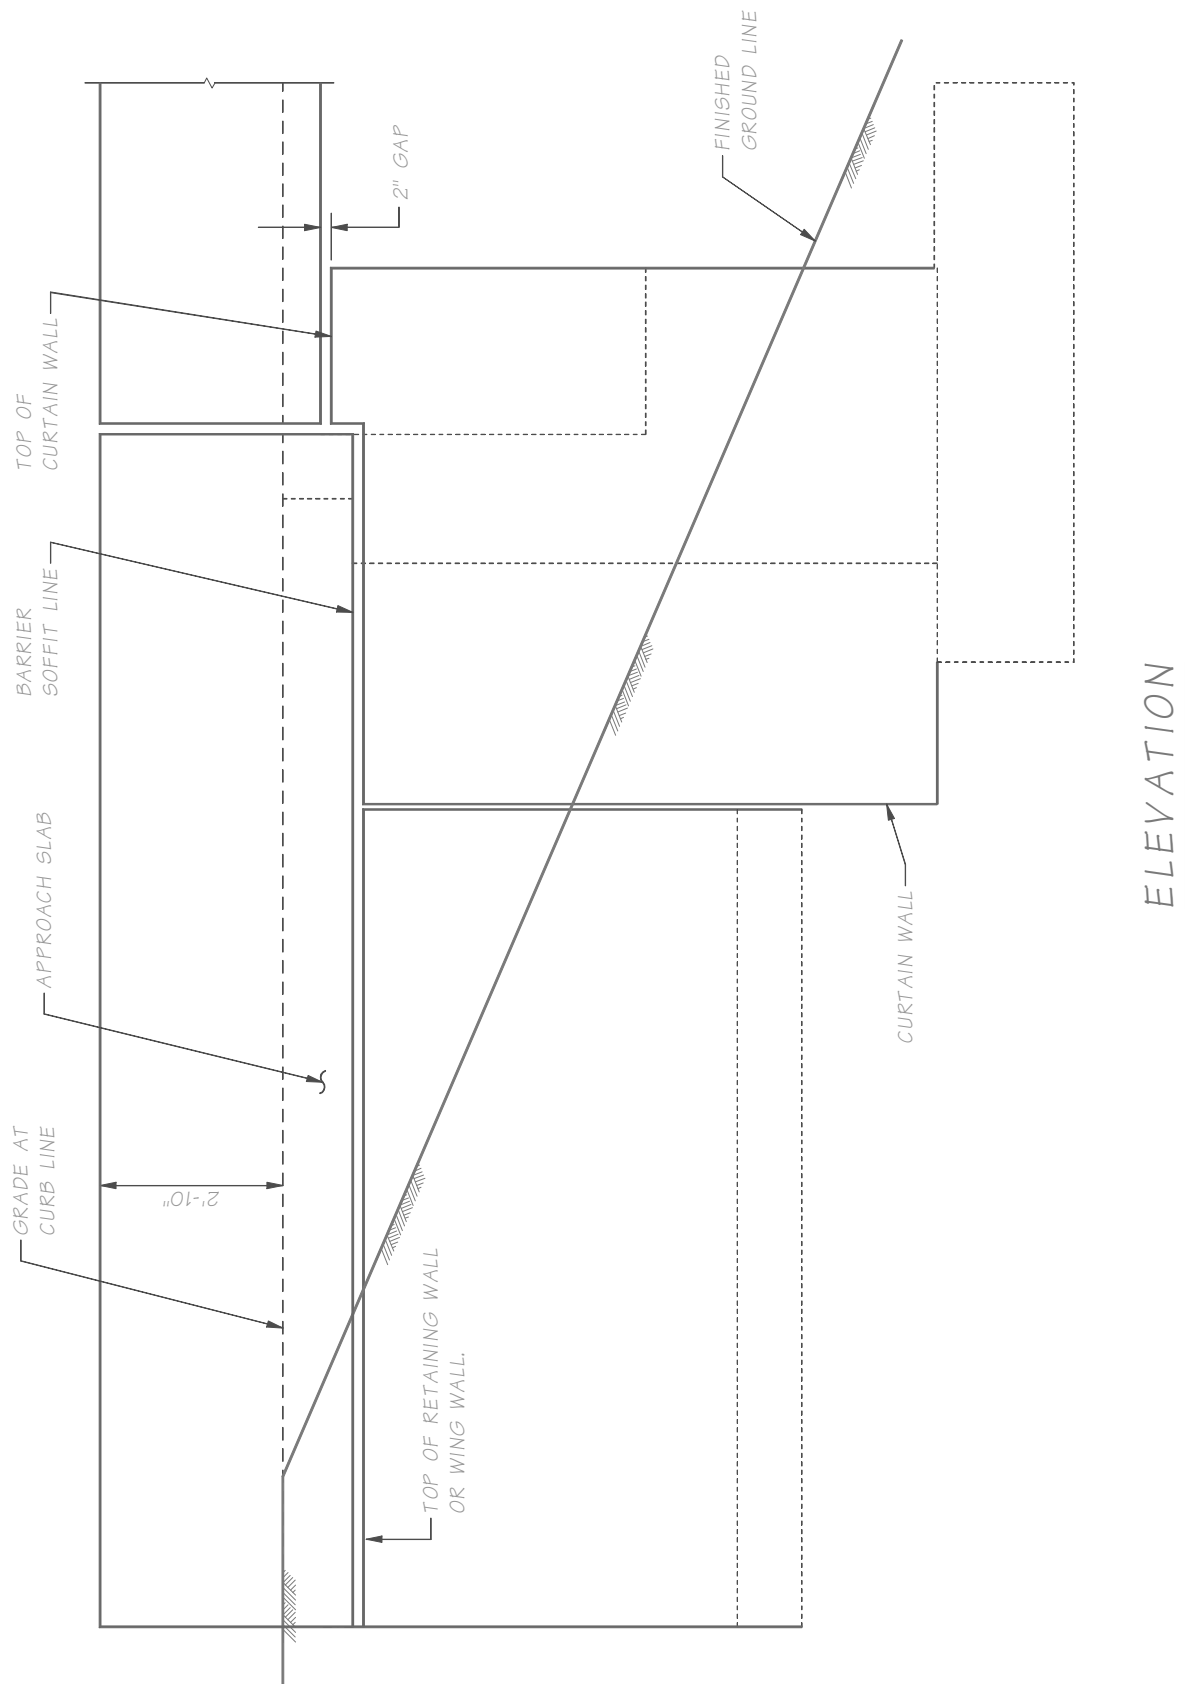 GRADE AT
CURB LINE
APPROACH SLAB
BARRIER
SOFFIT LINE
TOP OF
CURTAIN WALL
2'-10"
2" GAP
TOP OF RETAINING WALL
OR WING WALL.
FINISHED
GROUND LINE
CURTAIN WALL
ELEVATION